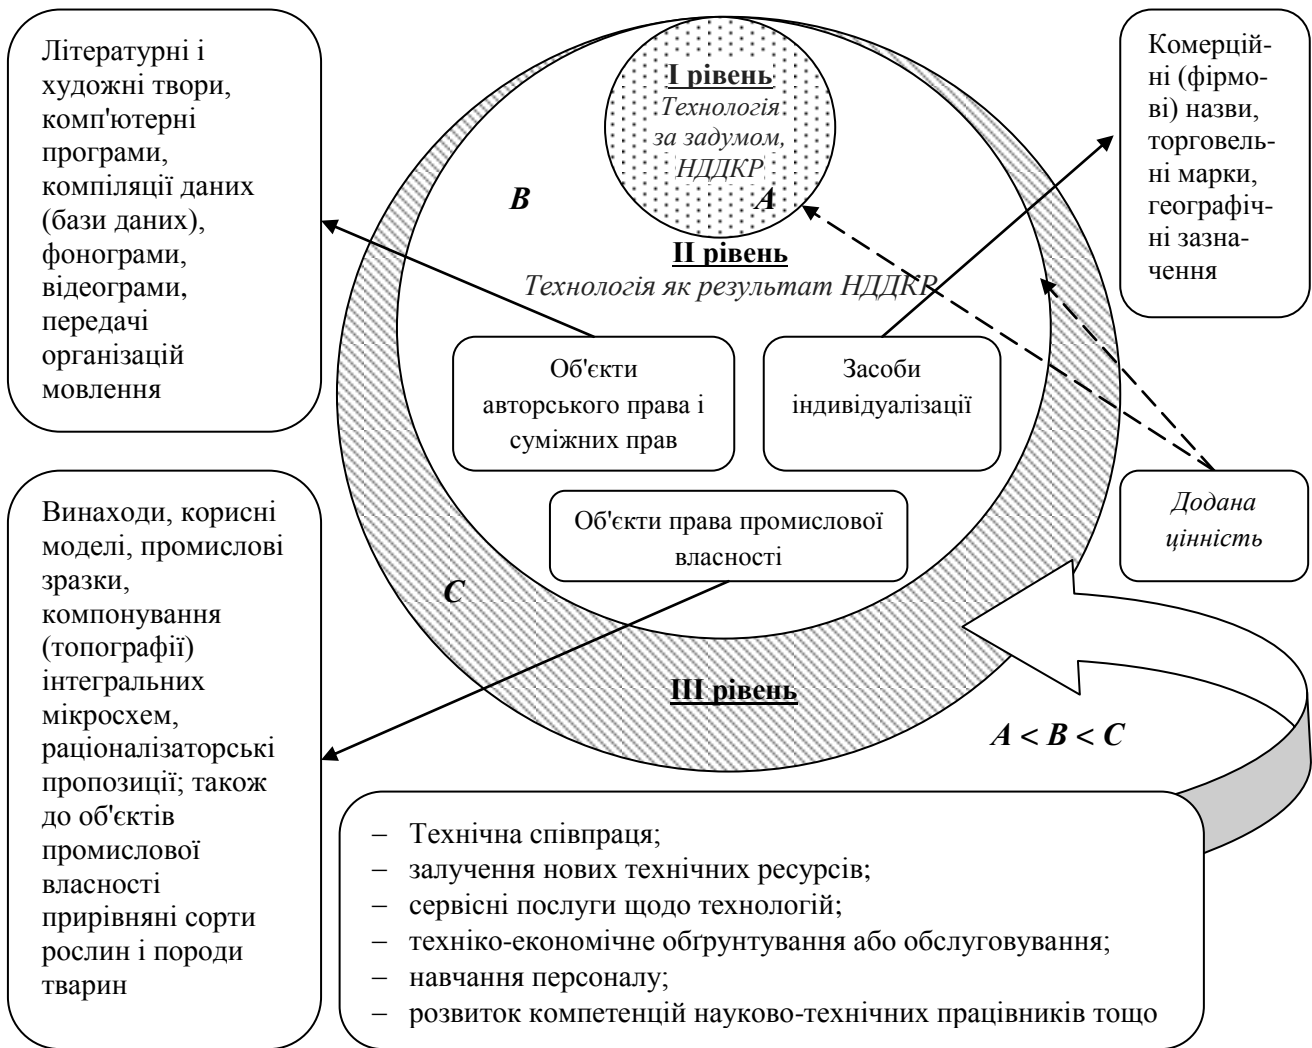 Літературні і
художні твори,
комп'ютерні
програми,
компіляції даних
(бази даних),
фонограми,
відеограми,
передачі
організацій
мовлення
I рівень
Технологія
за задумом,
НДДКР
A
B
II рівень
Технологія як результат НДДКР
Комерцій-
ні (фірмо-
ві) назви,
торговель-
ні марки,
географіч-
ні зазна-
чення
Об'єкти
авторського права і
суміжних прав
Засоби
індивідуалізації
Об'єкти права промислової
власності
Додана
цінність
Винаходи, корисні
моделі, промислові
зразки,
компонування
(топографії)
інтегральних
мікросхем,
раціоналізаторські
пропозиції; також
до об'єктів
промислової
власності
прирівняні сорти
рослин і породи
тварин
C
III рівень
A < B < C
– Технічна співпраця;
– залучення нових технічних ресурсів;
– сервісні послуги щодо технологій;
– техніко-економічне обґрунтування або обслуговування;
– навчання персоналу;
– розвиток компетенцій науково-технічних працівників тощо